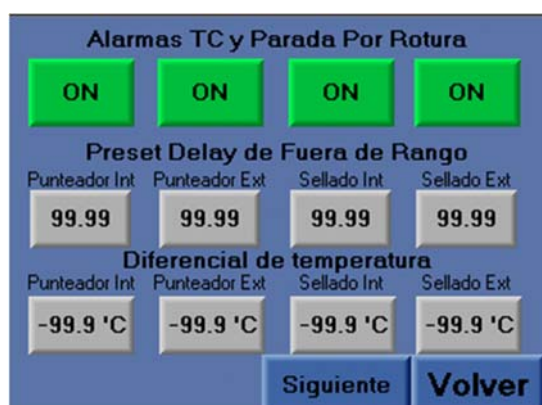 Alarmas TC y Parada Por Rotura
ON ON ON ON
Preset Delay de Fuera de Rango
Punteador Int Punteador Ext Sellado Int Sellado Ext
99.99 99.99 99.99 99.99
Diferencial de temperatura
Punteador Int Punteador Ext Sellado Int Sellado Ext
-99.9 'C -99.9 'C -99.9 'C -99.9 'C
Siguiente Volver